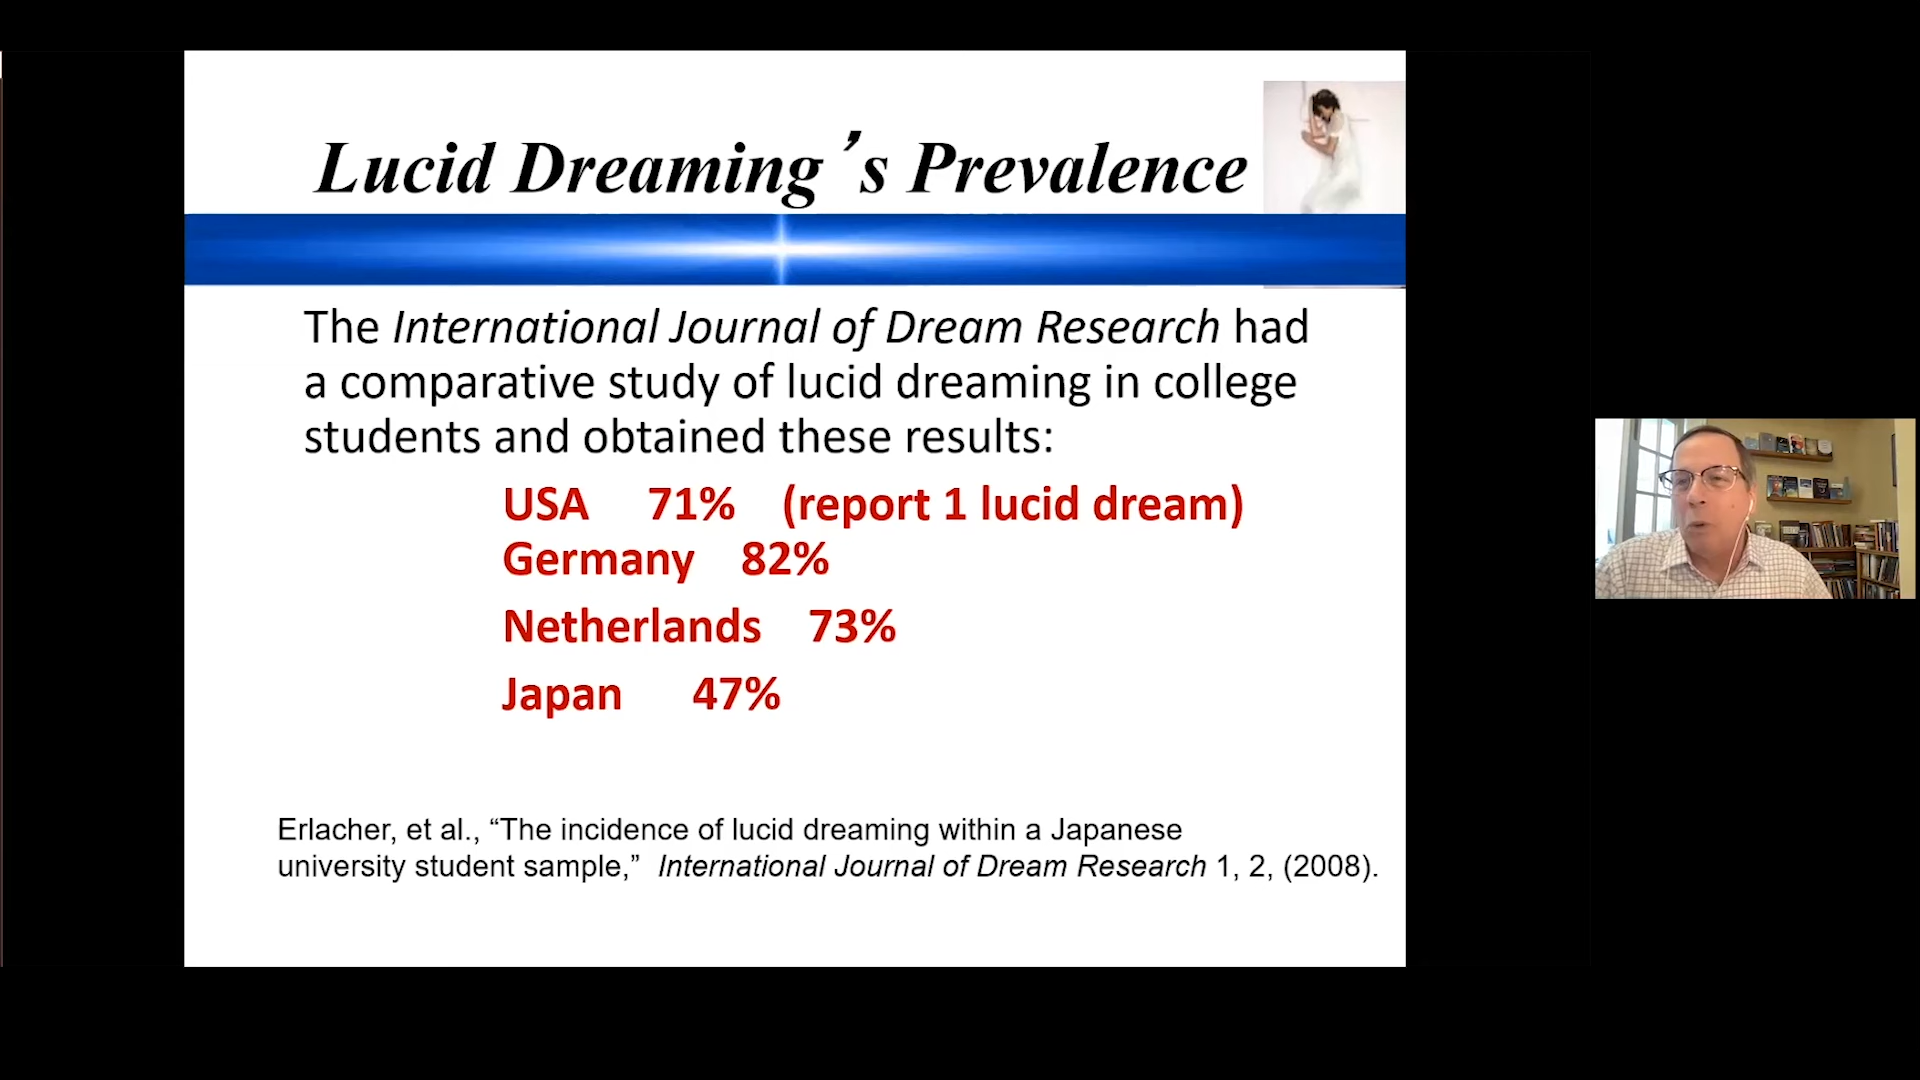 Lucid Dreaming’s Prevalence
The International Journal of Dream Research had
a comparative study of lucid dreaming in college
students and obtained these results:
USA 71% (report 1 lucid dream)
Germany 82%
Netherlands 73%
Japan 47%
Erlacher, et al., “The incidence of lucid dreaming within a Japanese
university student sample,” International Journal of Dream Research 1, 2, (2008).